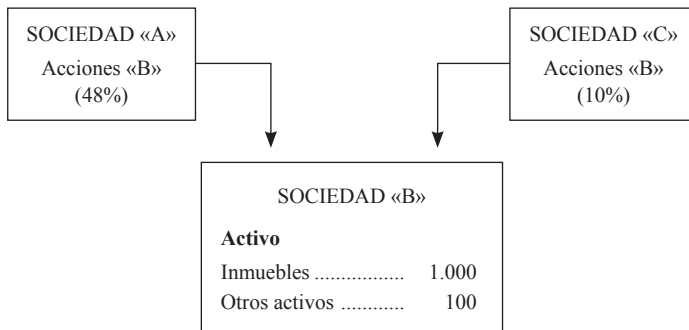 SOCIEDAD «A»
Acciones «B»
(48%)
SOCIEDAD «C»
Acciones «B»
(10%)
SOCIEDAD «B»
Activo
Inmuebles ................. 1.000
Otros activos ............ 100